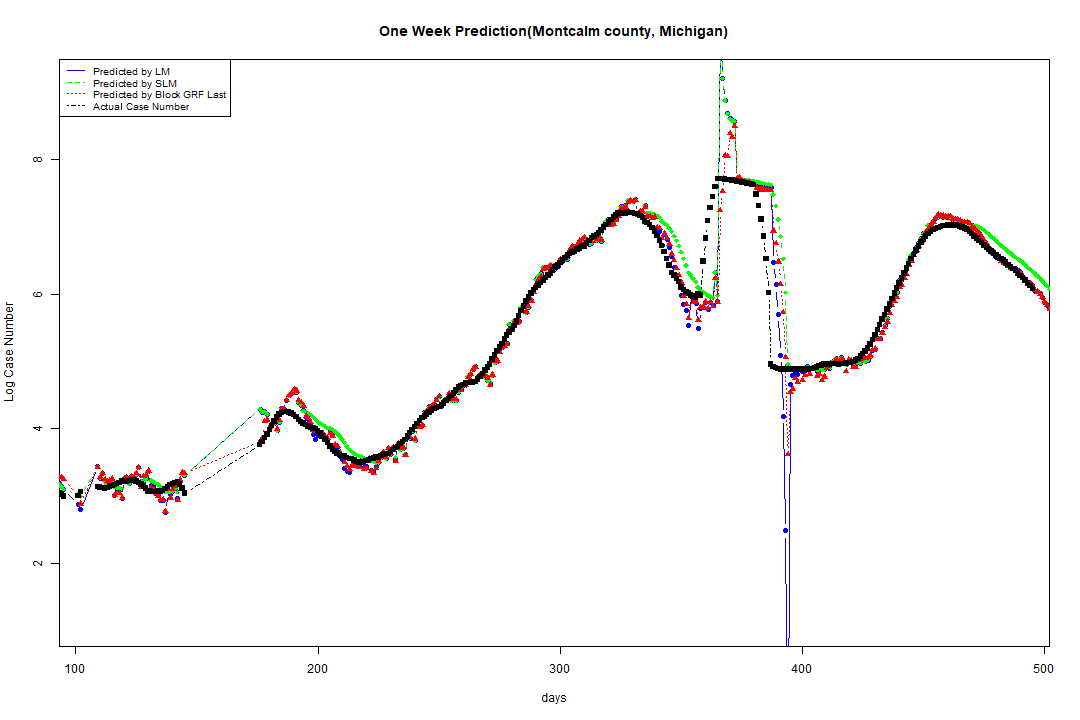 One Week Prediction(Montcalm county, Michigan)
Predicted by LM
Predicted by SLM
Predicted by Block GRF Last
Actual Case Number
Log Case Number
8
6
4
2
100 200 300 400 500
days